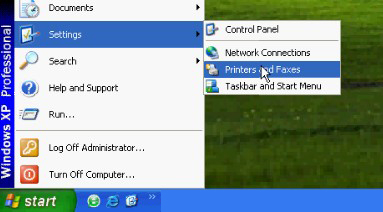 Documents
Settings
Search
Help and Support
Run...
Log Off Administrator...
Turn Off Computer...
Control Panel
Network Connections
Printers and Faxes
Taskbar and Start Menu
Windows XP Professional
start